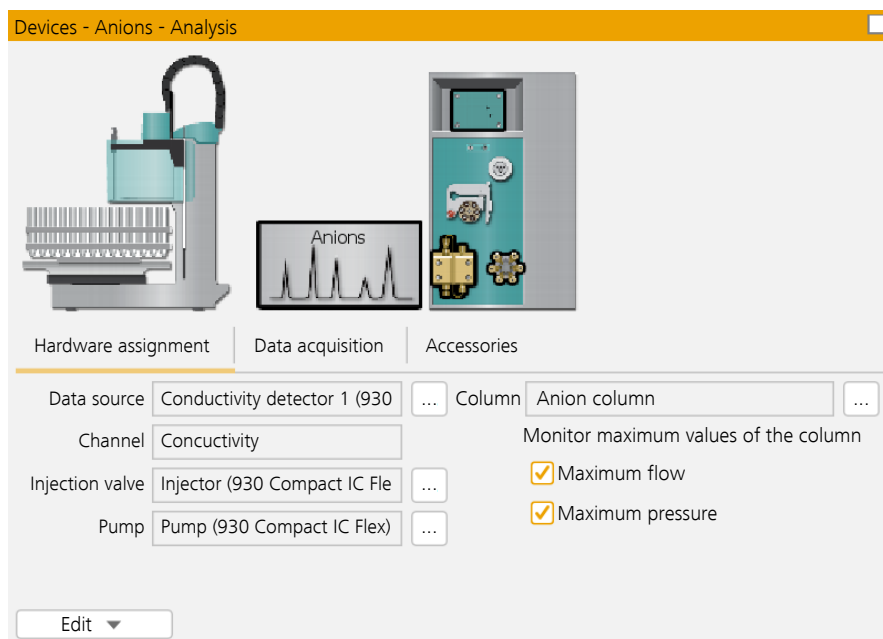 Devices - Anions - Analysis
Anions
Hardware assignment Data acquisition Accessories
Data source Conductivity detector 1 (930 ... Column Anion column ...
Channel Concuctivity Monitor maximum values of the column
Injection valve Injector (930 Compact IC Fle ... Maximum flow
Pump Pump (930 Compact IC Flex) ... Maximum pressure
Edit